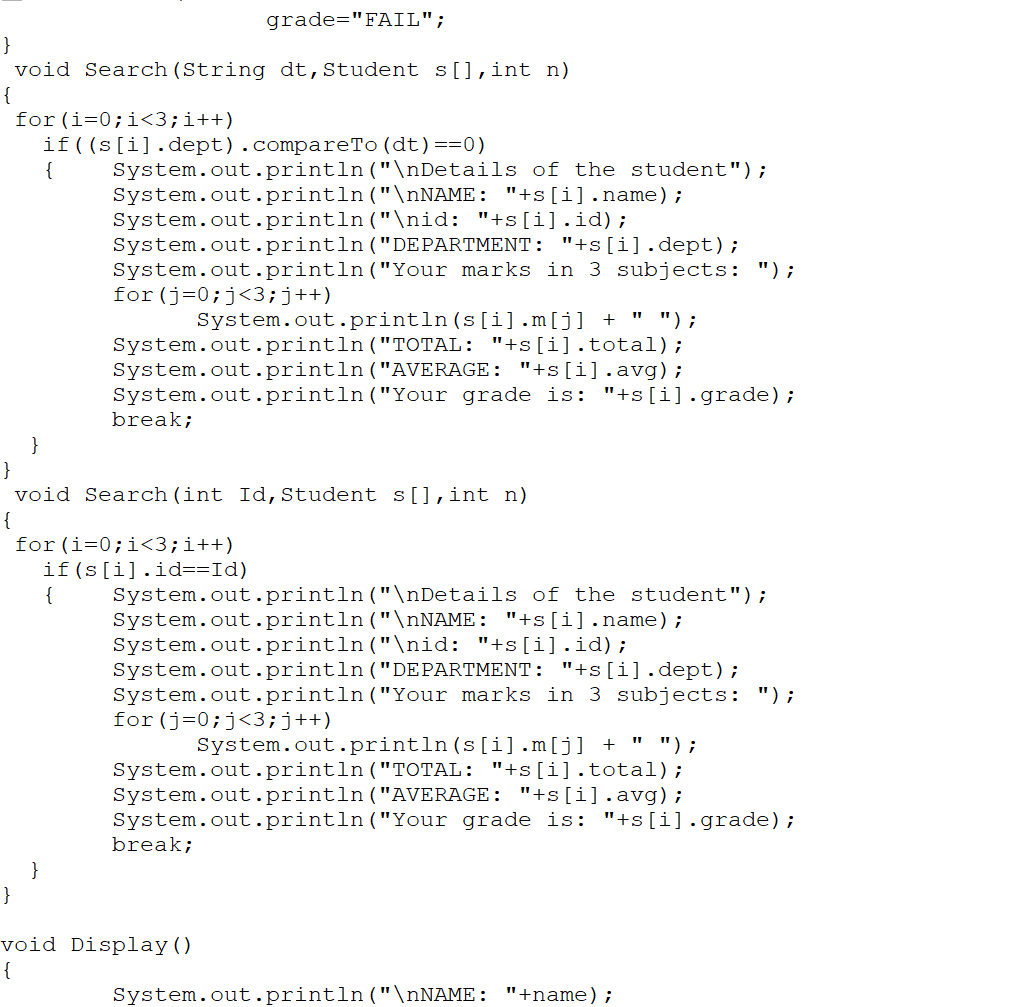 grade="FAIL";
}
void Search(String dt,Student s[],int n)
{
for(i=0;i<3;i++)
if((s[i].dept).compareTo(dt)==0)
{ System.out.println("\nDetails of the student");
System.out.println("\nNAME: "+s[i].name);
System.out.println("\nid: "+s[i].id);
System.out.println("DEPARTMENT: "+s[i].dept);
System.out.println("Your marks in 3 subjects: ");
for(j=0;j<3;j++)
System.out.println(s[i].m[j] + " ");
System.out.println("TOTAL: "+s[i].total);
System.out.println("AVERAGE: "+s[i].avg);
System.out.println("Your grade is: "+s[i].grade);
break;
}
}
void Search(int Id,Student s[],int n)
{
for(i=0;i<3;i++)
if(s[i].id==Id)
{ System.out.println("\nDetails of the student");
System.out.println("\nNAME: "+s[i].name);
System.out.println("\nid: "+s[i].id);
System.out.println("DEPARTMENT: "+s[i].dept);
System.out.println("Your marks in 3 subjects: ");
for(j=0;j<3;j++)
System.out.println(s[i].m[j] + " ");
System.out.println("TOTAL: "+s[i].total);
System.out.println("AVERAGE: "+s[i].avg);
System.out.println("Your grade is: "+s[i].grade);
break;
}
}
void Display()
{
System.out.println("\nNAME: "+name);